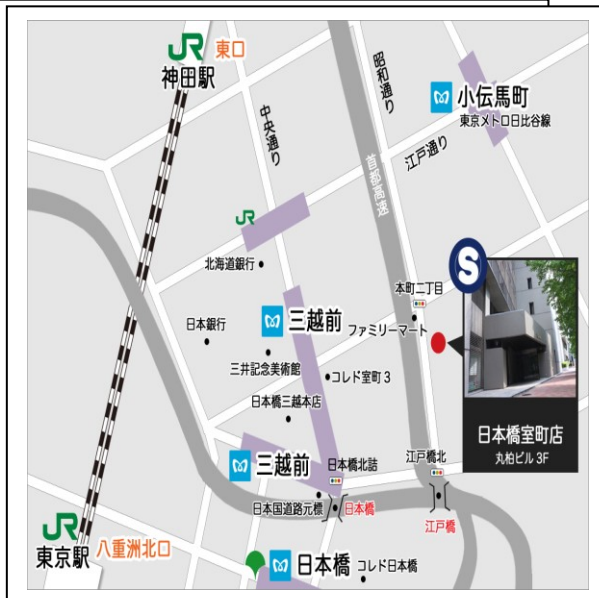 JR 東口
神田駅
中央通り
昭和通り
小伝馬町
東京メトロ日比谷線
江戸通り
首都高速
JR
北海道銀行
S
本町二丁目
日本銀行
三越前
ファミリーマート
三井記念美術館
コレド室町 3
日本橋三越本店
日本橋室町店
丸柏ビル 3F
三越前
日本橋北詰
江戸橋北
日本国道路元標
日本橋
江戸橋
JR
東京駅
八重洲北口
日本橋
コレド日本橋